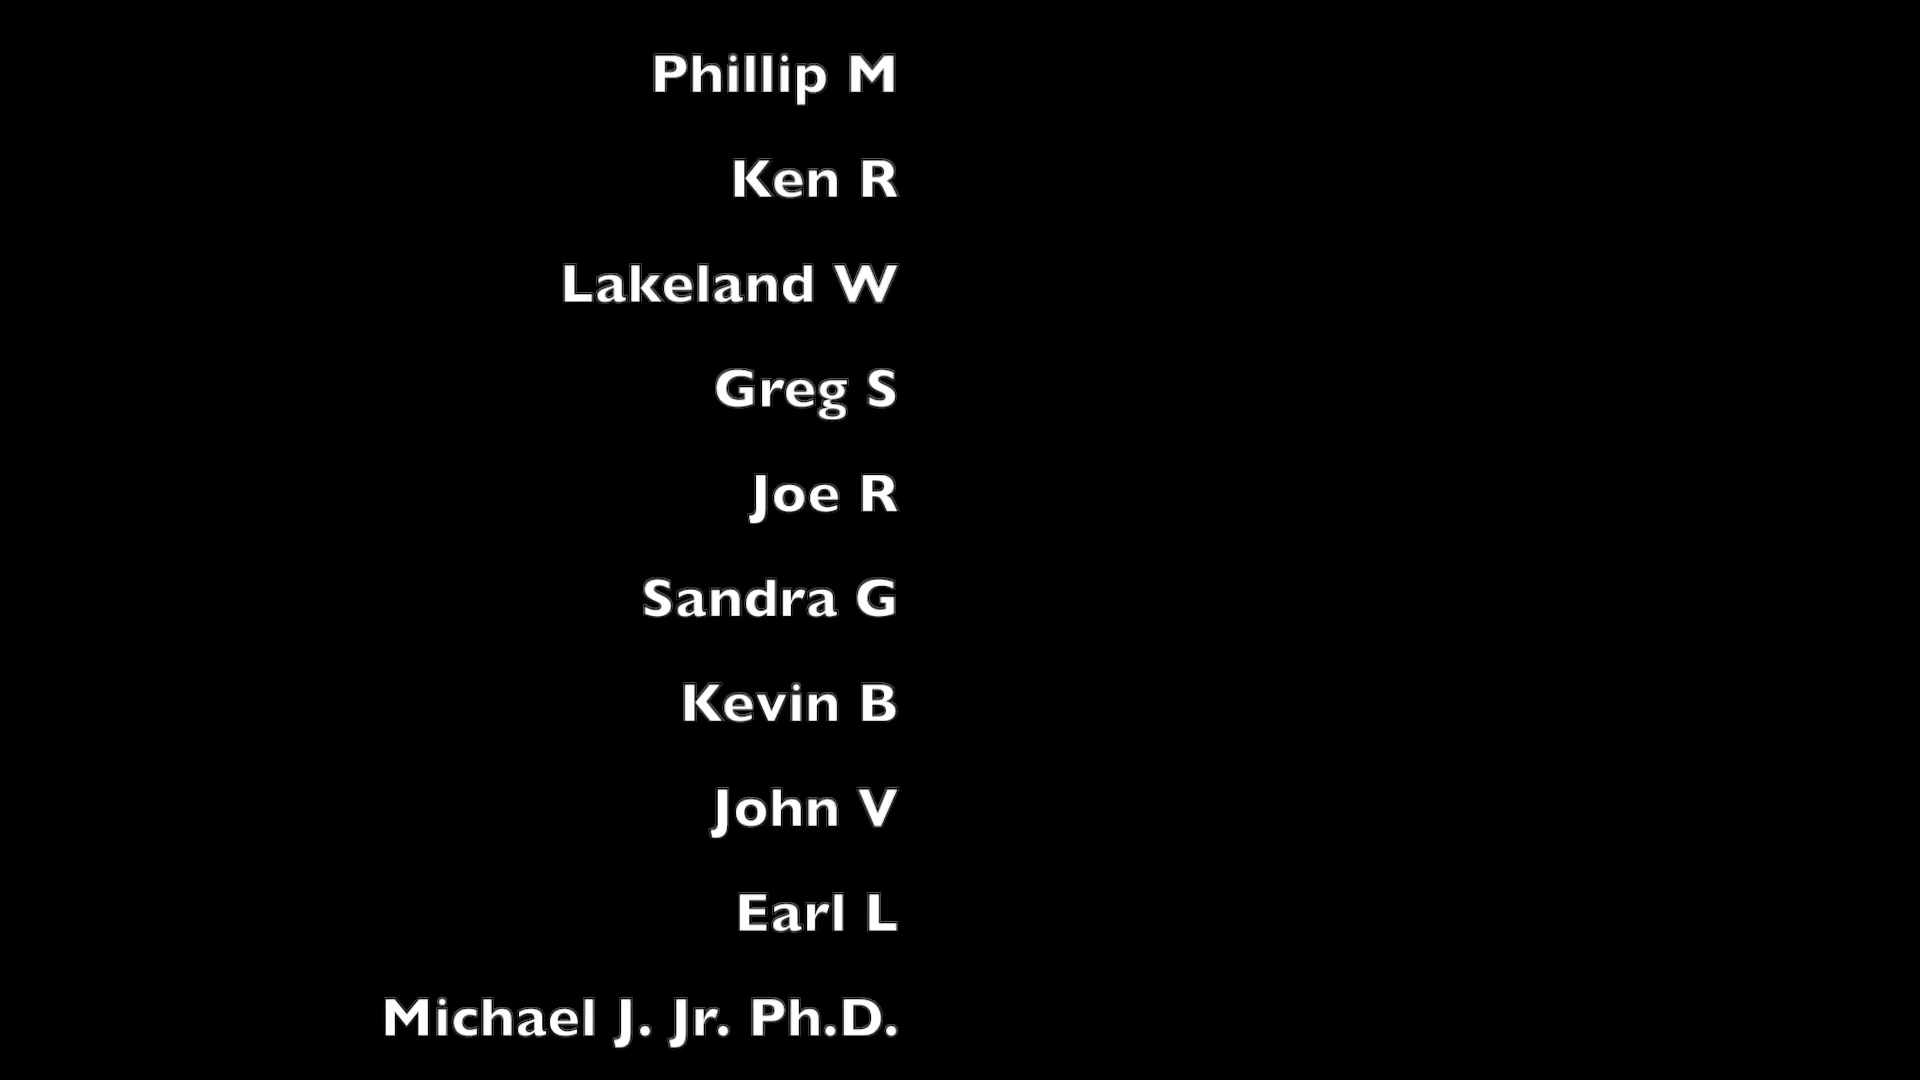 Phillip M
Ken R
Lakeland W
Greg S
Joe R
Sandra G
Kevin B
John V
Earl L
Michael J. Jr. Ph.D.